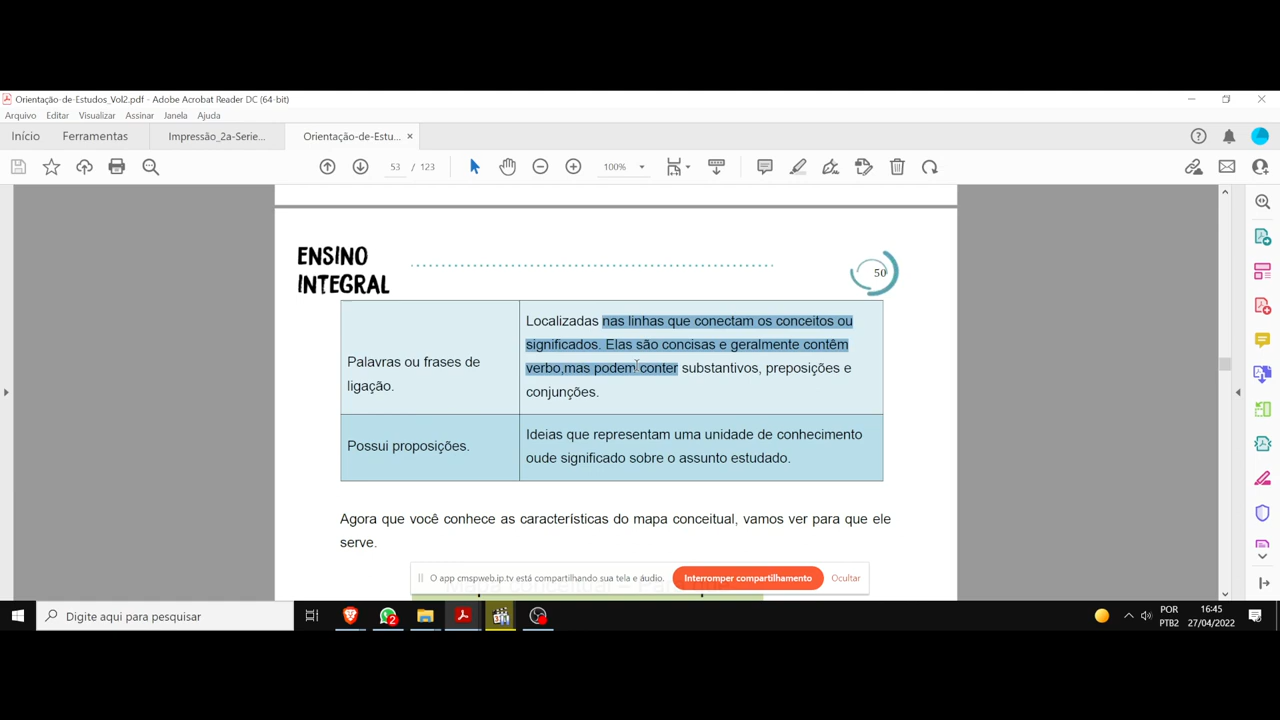 Orientação-de-Estudos_Vol2.pdf - Adobe Acrobat Reader DC (64-bit)
Arquivo Editar Visualizar Assinar Janela Ajuda
Início Ferramentas Impressão_2a-Serie... Orientação-de-Estu... ×
53 / 123 100%
ENSINO
INTEGRAL
50
Palavras ou frases de
ligação.
Localizadas nas linhas que conectam os conceitos ou
significados. Elas são concisas e geralmente contêm
verbo,mas podem conter substantivos, preposições e
conjunções.
Possui proposições.
Ideias que representam uma unidade de conhecimento
oude significado sobre o assunto estudado.
Agora que você conhece as características do mapa conceitual, vamos ver para que ele
serve.
O app cmspweb.ip.tv está compartilhando sua tela e áudio. Interromper compartilhamento Ocultar
Digite aqui para pesquisar
2
POR
PTB2
16:45
27/04/2022